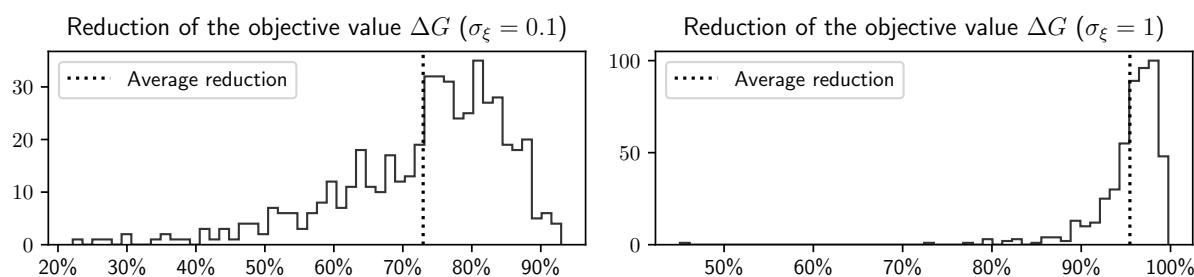 Reduction of the objective value ΔG (σ_ξ = 0.1)
Average reduction
30
20
10
0
20% 30% 40% 50% 60% 70% 80% 90%
Reduction of the objective value ΔG (σ_ξ = 1)
Average reduction
100
50
0
50% 60% 70% 80% 90% 100%